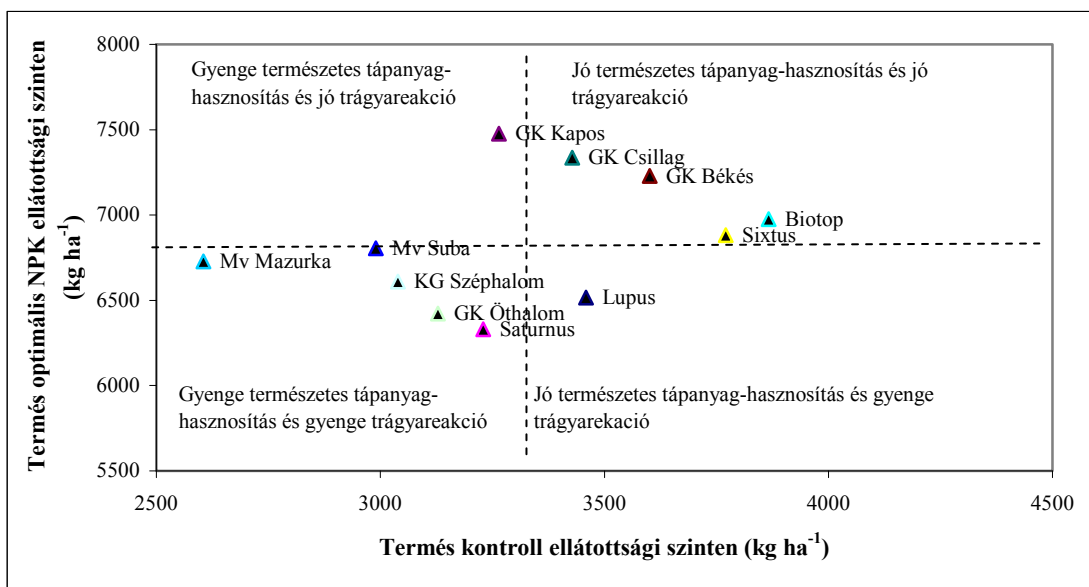 8000
7500
7000
6500
6000
5500
2500
3000
3500
4000
4500
Termés optimális NPK ellátottsági szinten
(kg ha⁻¹)
Termés kontroll ellátottsági szinten (kg ha⁻¹)
Gyenge természetes tápanyag-
hasznosítás és jó trágyareakció
Jó természetes tápanyag-hasznosítás és jó
trágyareakció
GK Kapos
GK Csillag
GK Békés
Biotop
Sixtus
Mv Suba
Mv Mazurka
KG Széphalom
Lupus
GK Öthalom
Saturnus
Gyenge természetes tápanyag-
hasznosítás és gyenge trágyareakció
Jó természetes tápanyag-hasznosítás és gyenge
trágyarekació